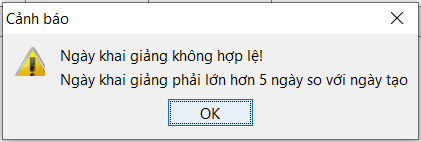 Cảnh báo
Ngày khai giảng không hợp lệ!
Ngày khai giảng phải lớn hơn 5 ngày so với ngày tạo
OK